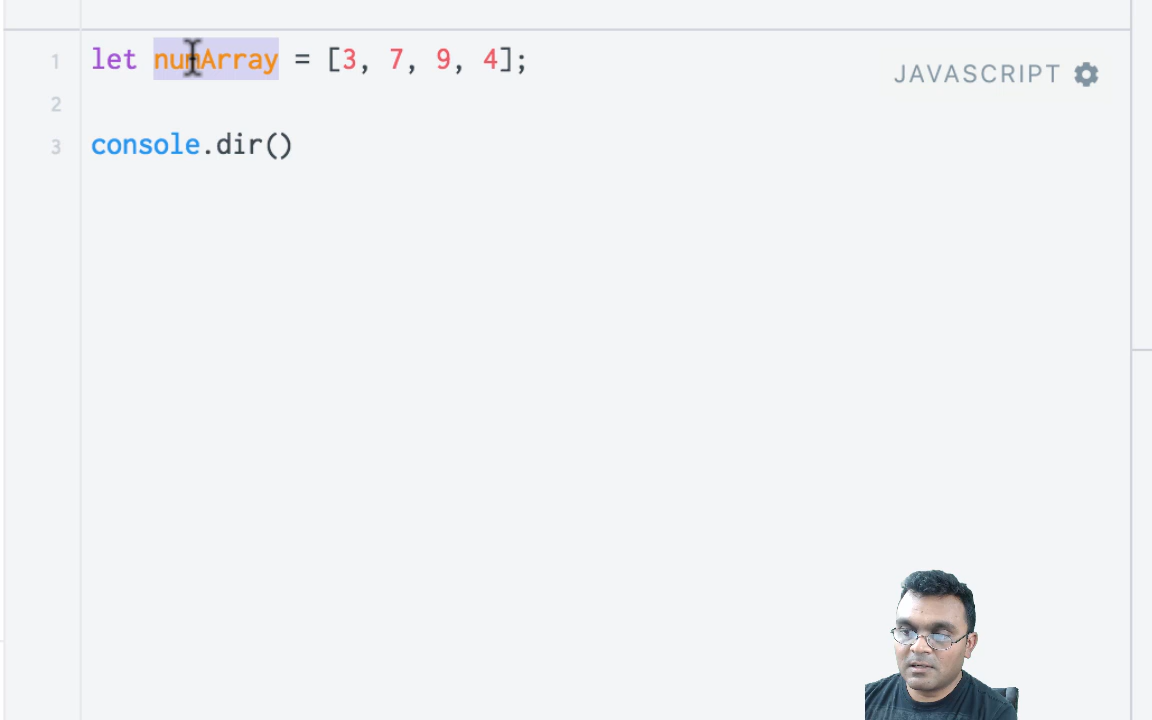 1 let numArray = [3, 7, 9, 4];
JAVASCRIPT
2
3 console.dir()